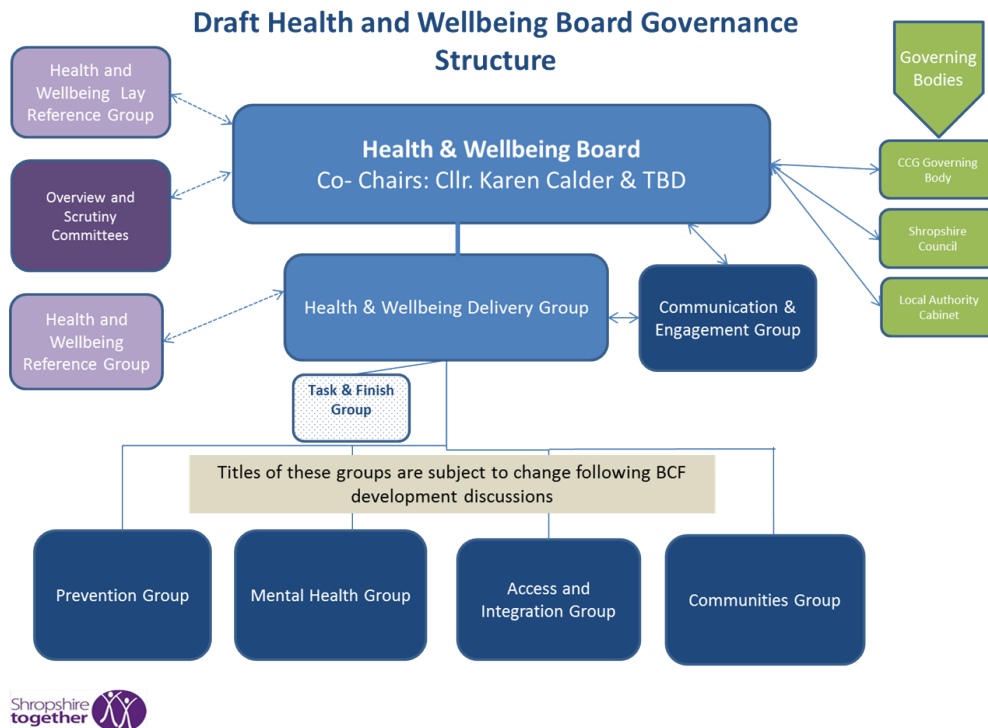 Draft Health and Wellbeing Board Governance
Structure
Health and
Wellbeing Lay
Reference Group
Governing
Bodies
Health & Wellbeing Board
Co- Chairs: Cllr. Karen Calder & TBD
CCG Governing
Body
Overview and
Scrutiny
Committees
Shropshire
Council
Health & Wellbeing Delivery Group
Communication &
Engagement Group
Local Authority
Cabinet
Health and
Wellbeing
Reference Group
Task & Finish
Group
Titles of these groups are subject to change following BCF
development discussions
Prevention Group
Mental Health Group
Access and
Integration Group
Communities Group
Shropshire
together